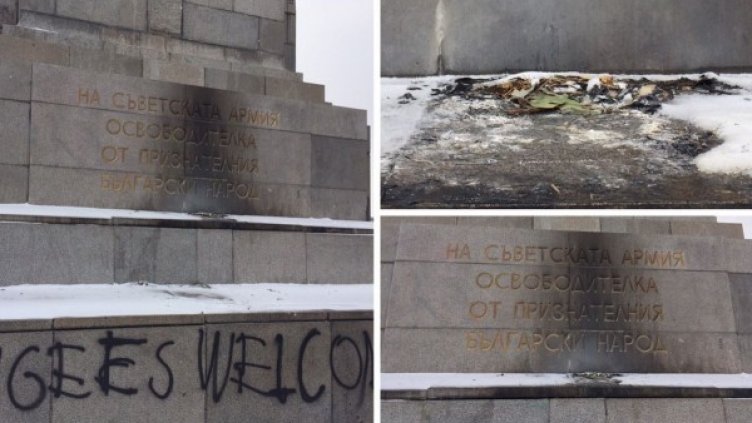 НА СЪВЕТСКАТА АРМИЯ
ОСВОБОДИТЕЛКА
ОТ ПРИЗНАТЕЛНИЯ
БЪЛГАРСКИ НАРОД
GEES WELCOM
НА СЪВЕТСКАТА АРМИЯ
ОСВОБОДИТЕЛКА
ОТ ПРИЗНАТЕЛНИЯ
БЪЛГАРСКИ НАРОД